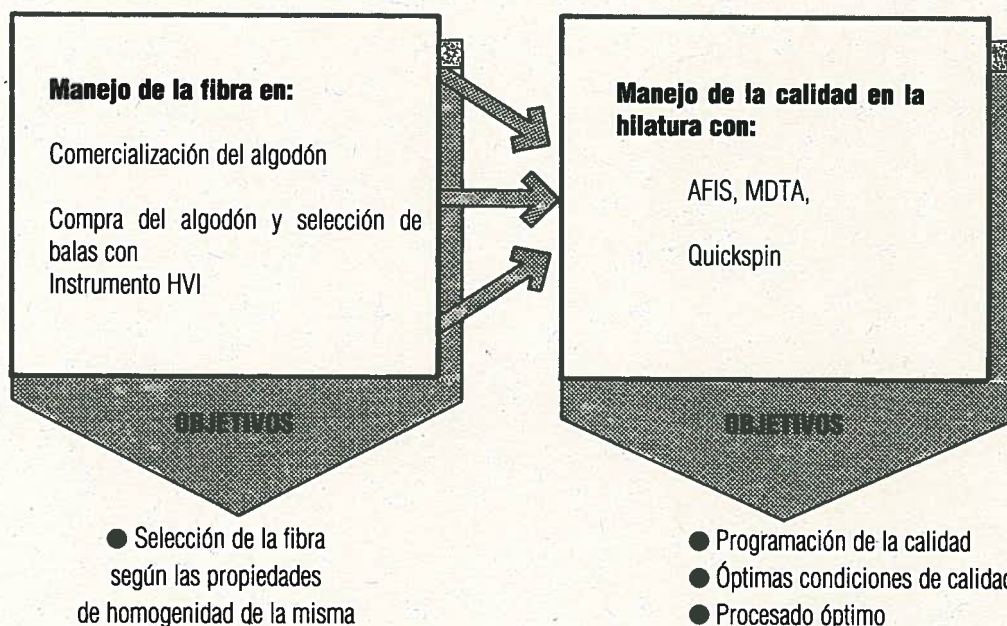 Manejo de la fibra en:
Comercialización del algodón
Compra del algodón y selección de
balas con
Instrumento HVI
OBJETIVOS
● Selección de la fibra
según las propiedades
de homogenidad de la misma
Manejo de la calidad en la
hilatura con:
AFIS, MDTA,
Quickspin
OBJETIVOS
● Programación de la calidad
● Óptimas condiciones de calidad
● Procesado óptimo